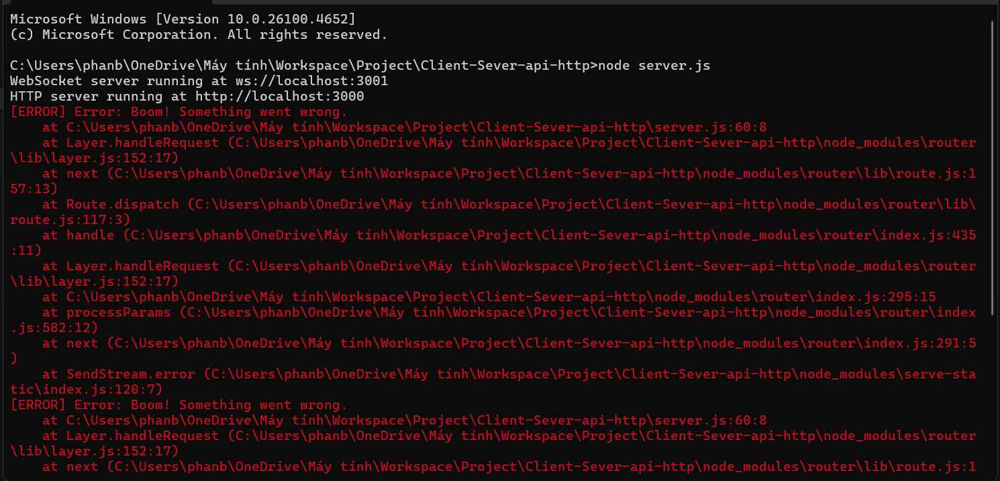 Microsoft Windows [Version 10.0.26100.4652]
(c) Microsoft Corporation. All rights reserved.

C:\Users\phanb\OneDrive\Máy tính\Workspace\Project\Client-Sever-api-http>node server.js
WebSocket server running at ws://localhost:3001
HTTP server running at http://localhost:3000
[ERROR] Error: Boom! Something went wrong.
    at C:\Users\phanb\OneDrive\Máy tính\Workspace\Project\Client-Sever-api-http\server.js:60:8
    at Layer.handleRequest (C:\Users\phanb\OneDrive\Máy tính\Workspace\Project\Client-Sever-api-http\node_modules\router
\lib\layer.js:152:17)
    at next (C:\Users\phanb\OneDrive\Máy tính\Workspace\Project\Client-Sever-api-http\node_modules\router\lib\route.js:1
57:13)
    at Route.dispatch (C:\Users\phanb\OneDrive\Máy tính\Workspace\Project\Client-Sever-api-http\node_modules\router\lib\
route.js:117:3)
    at handle (C:\Users\phanb\OneDrive\Máy tính\Workspace\Project\Client-Sever-api-http\node_modules\router\index.js:435
:11)
    at Layer.handleRequest (C:\Users\phanb\OneDrive\Máy tính\Workspace\Project\Client-Sever-api-http\node_modules\router
\lib\layer.js:152:17)
    at C:\Users\phanb\OneDrive\Máy tính\Workspace\Project\Client-Sever-api-http\node_modules\router\index.js:295:15
    at processParams (C:\Users\phanb\OneDrive\Máy tính\Workspace\Project\Client-Sever-api-http\node_modules\router\index
.js:582:12)
    at next (C:\Users\phanb\OneDrive\Máy tính\Workspace\Project\Client-Sever-api-http\node_modules\router\index.js:291:5
)
    at SendStream.error (C:\Users\phanb\OneDrive\Máy tính\Workspace\Project\Client-Sever-api-http\node_modules\serve-sta
tic\index.js:120:7)
[ERROR] Error: Boom! Something went wrong.
    at C:\Users\phanb\OneDrive\Máy tính\Workspace\Project\Client-Sever-api-http\server.js:60:8
    at Layer.handleRequest (C:\Users\phanb\OneDrive\Máy tính\Workspace\Project\Client-Sever-api-http\node_modules\router
\lib\layer.js:152:17)
    at next (C:\Users\phanb\OneDrive\Máy tính\Workspace\Project\Client-Sever-api-http\node_modules\router\lib\route.js:1